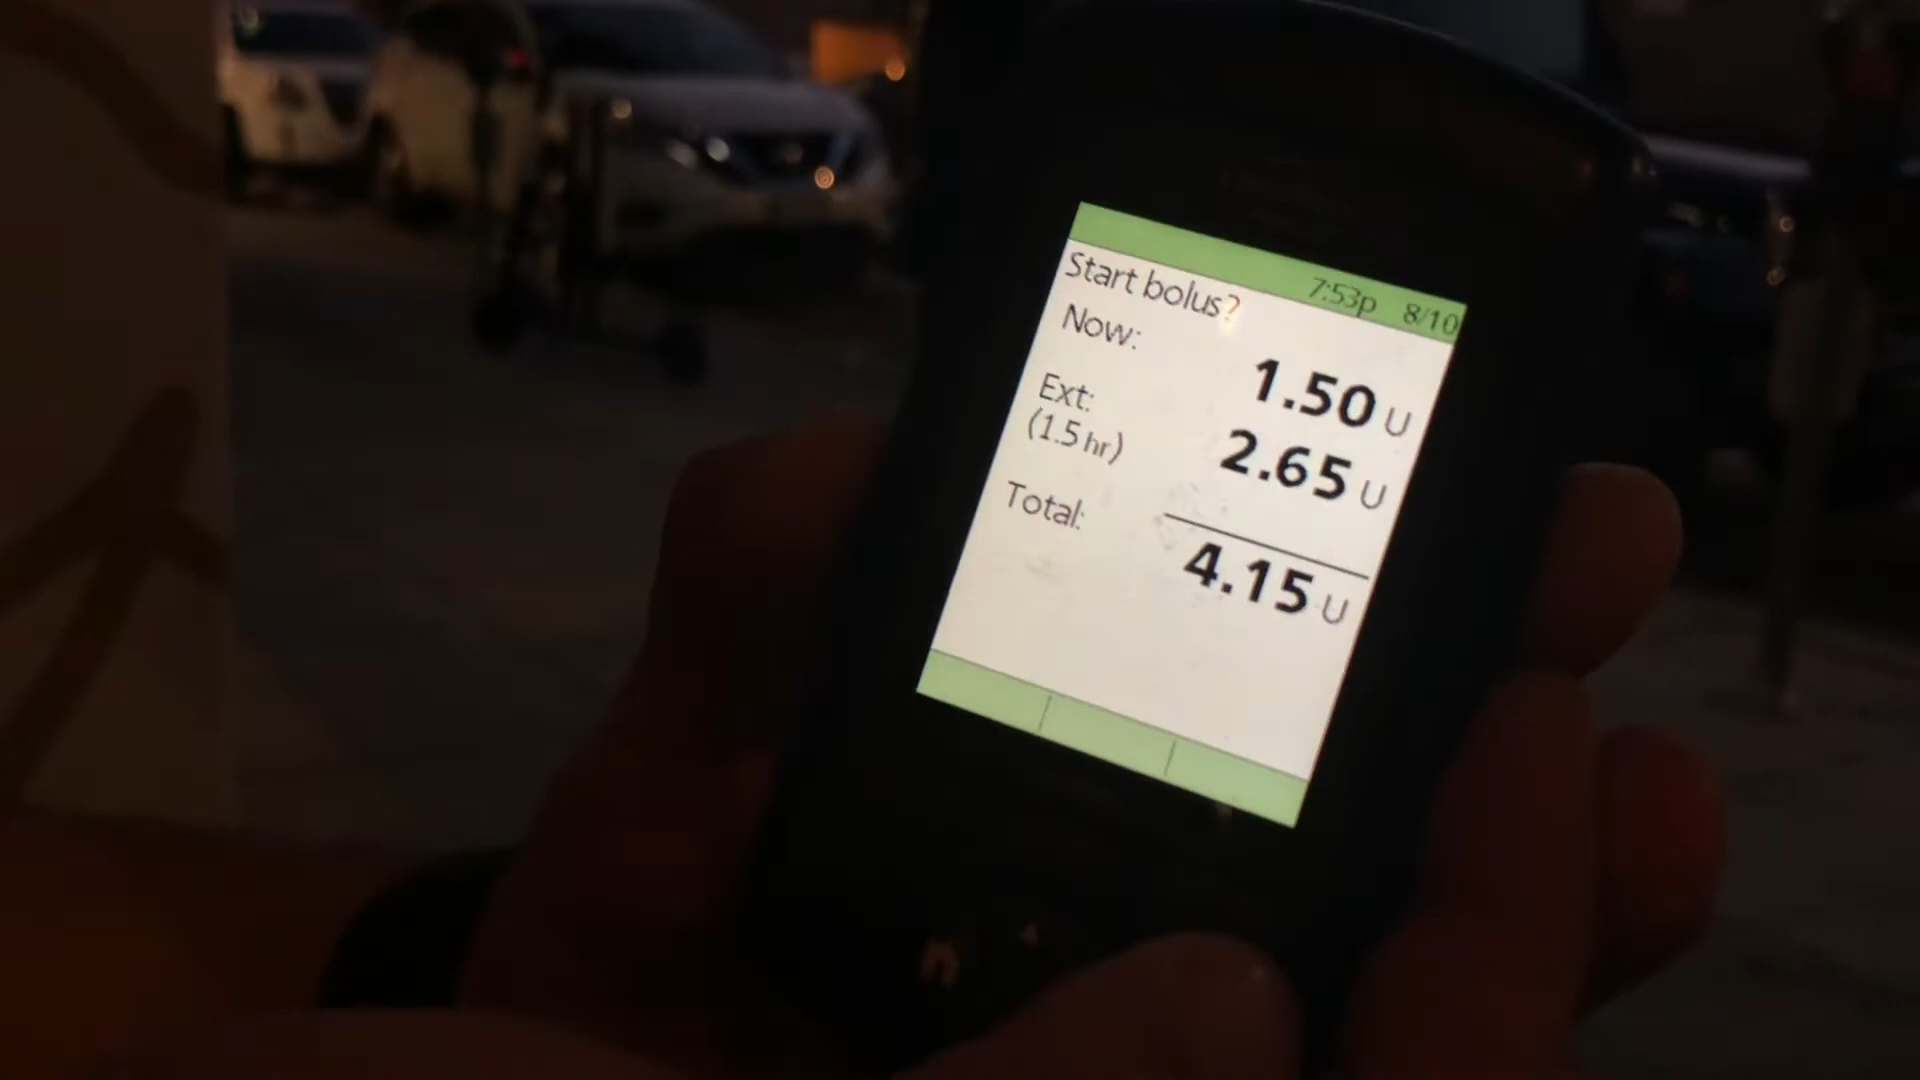 7:53p 8/10
Start bolus?
Now: 1.50 U
Ext: 2.65 U
(1.5 hr)
Total: 4.15 U